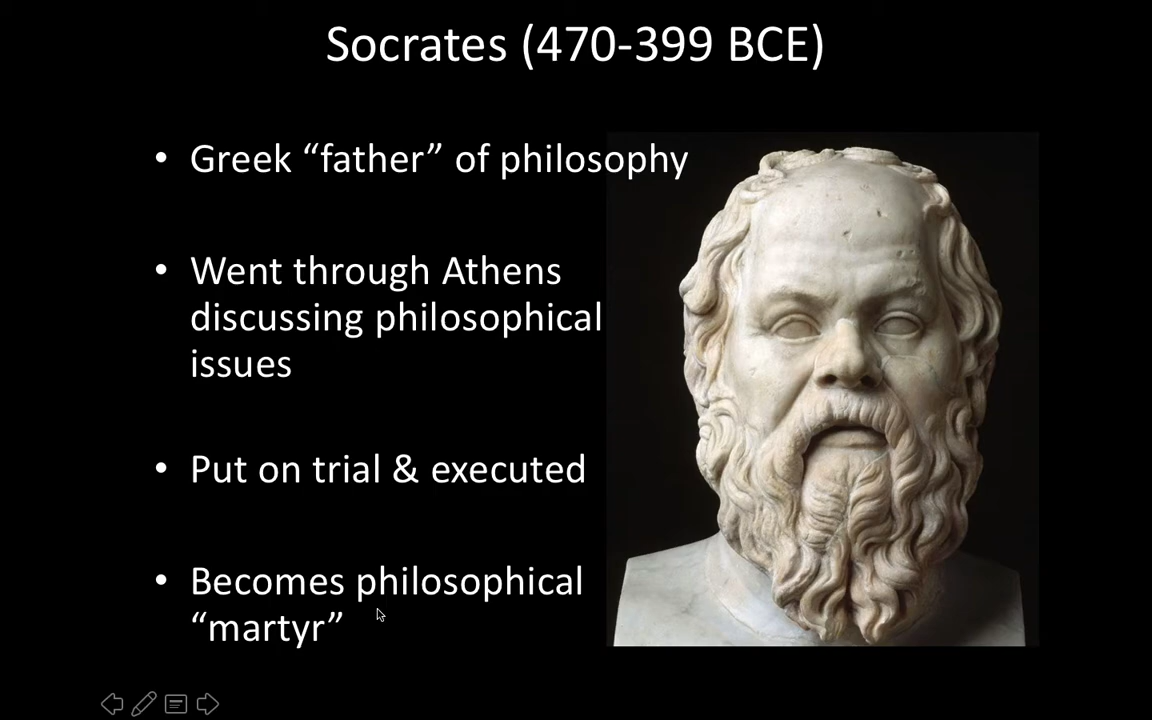 Socrates (470-399 BCE)
• Greek “father” of philosophy
• Went through Athens
discussing philosophical
issues
• Put on trial & executed
• Becomes philosophical
“martyr”